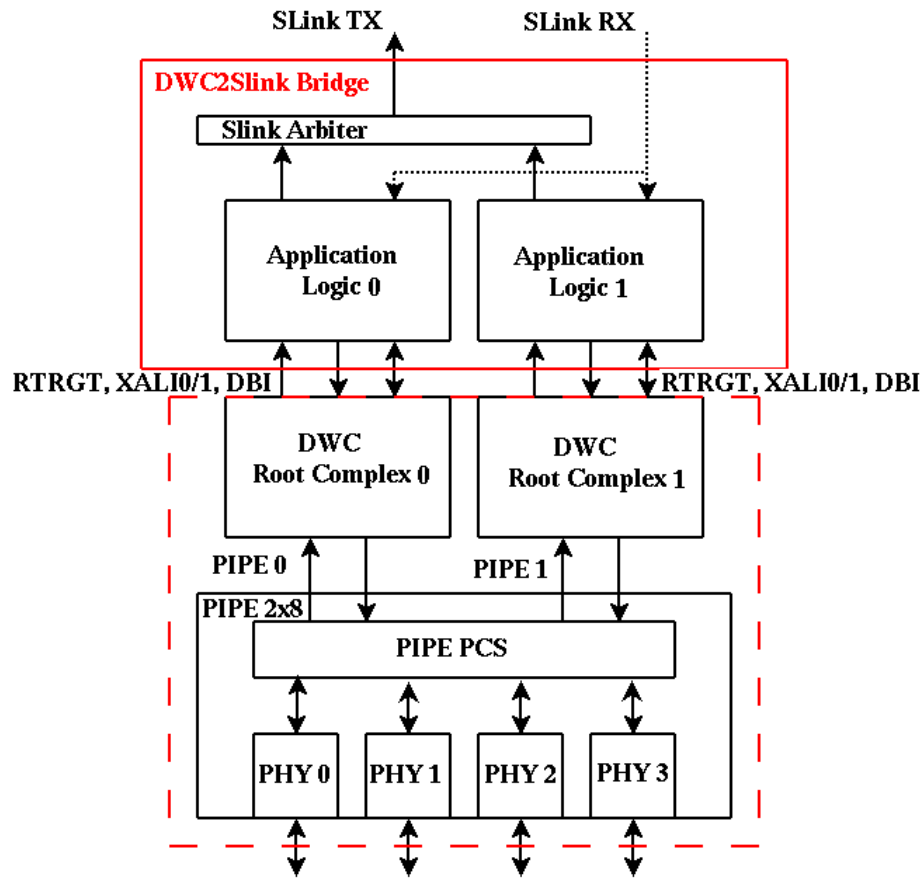 SLink TX
SLink RX
DWC2Slink Bridge
Slink Arbiter
Application
Logic 0
Application
Logic 1
RTRGT, XALI0/1, DBI
RTRGT, XALI0/1, DBI
DWC
Root Complex 0
DWC
Root Complex 1
PIPE 0
PIPE 1
PIPE 2x8
PIPE PCS
PHY 0
PHY 1
PHY 2
PHY 3